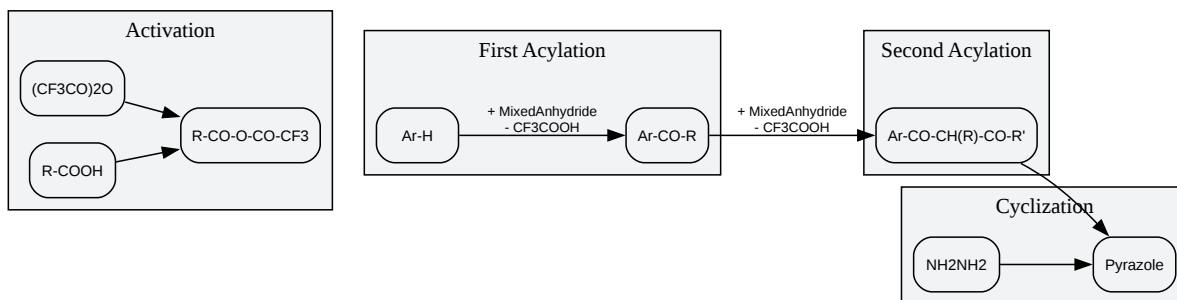 Activation
(CF3CO)2O
R-COOH
R-CO-O-CO-CF3
First Acylation
Ar-H
+ MixedAnhydride
- CF3COOH
Ar-CO-R
+ MixedAnhydride
- CF3COOH
Second Acylation
Ar-CO-CH(R)-CO-R'
Cyclization
NH2NH2
Pyrazole